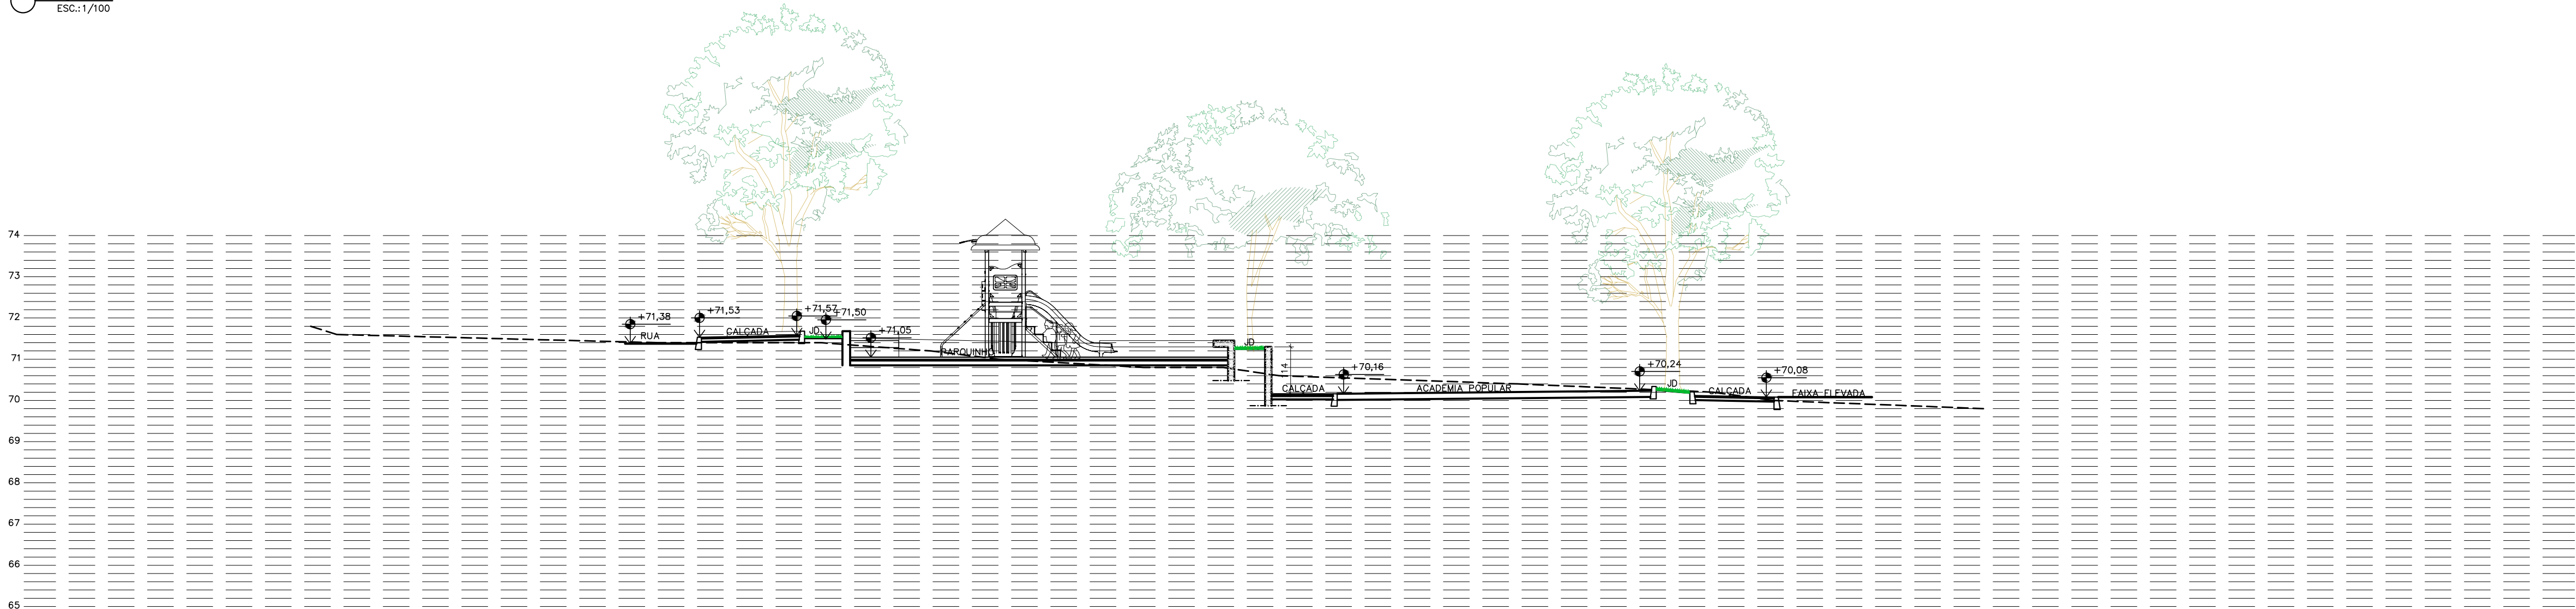 ESC.: 1/100
74
73
72
71
70
69
68
67
66
65
+71,38
RUA
+71,53
CALÇADA
+71,57
JD
+71,50
+71,05
PARQUINHO
JD
CALÇADA
+70,16
ACADEMIA POPULAR
+70,24
JD
CALÇADA
+70,08
FAIXA ELEVADA